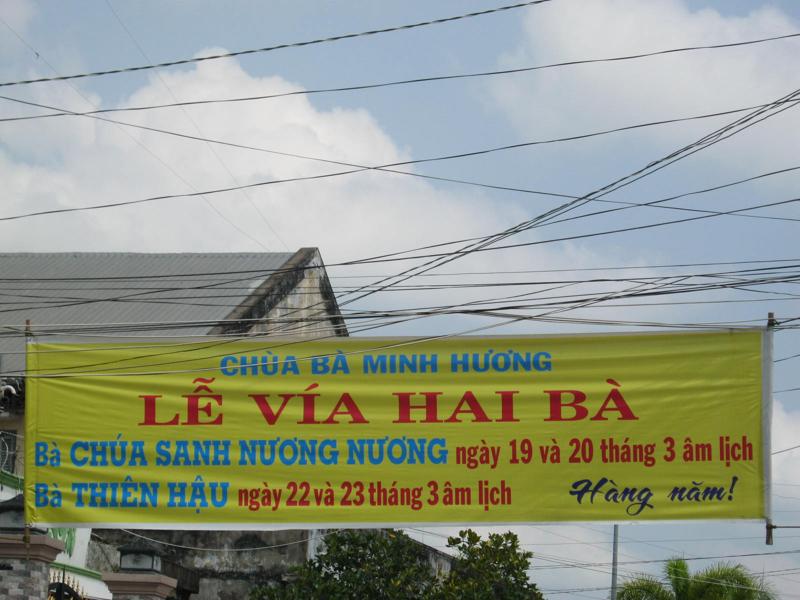 CHÙA BÀ MINH HƯƠNG
LỄ VÍA HAI BÀ
Bà CHÚA SANH NƯƠNG NƯƠNG ngày 19 và 20 tháng 3 âm lịch
Bà THIÊN HẬU ngày 22 và 23 tháng 3 âm lịch Hàng năm!